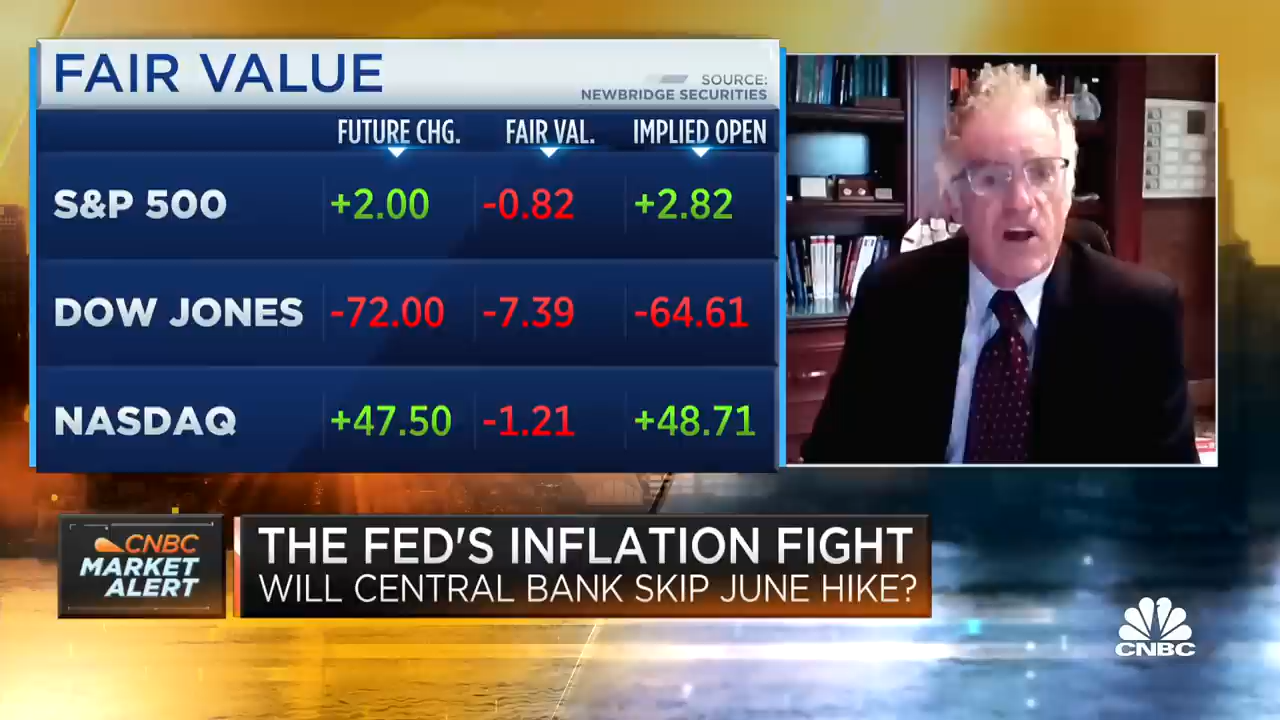 FAIR VALUE
SOURCE:
NEWBRIDGE SECURITIES
FUTURE CHG. FAIR VAL. IMPLIED OPEN
S&P 500 +2.00 -0.82 +2.82
DOW JONES -72.00 -7.39 -64.61
NASDAQ +47.50 -1.21 +48.71
CNBC
MARKET
ALERT
THE FED'S INFLATION FIGHT
WILL CENTRAL BANK SKIP JUNE HIKE?
CNBC